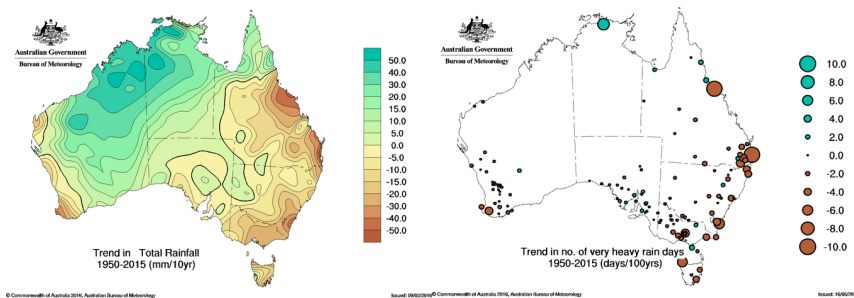 Australian Government
Bureau of Meteorology
50.0
40.0
30.0
20.0
15.0
10.0
5.0
0.0
-5.0
-10.0
-15.0
-20.0
-30.0
-40.0
-50.0
Trend in Total Rainfall
1950-2015 (mm/10yr)
© Commonwealth of Australia 2016, Australian Bureau of Meteorology
Australian Government
Bureau of Meteorology
10.0
8.0
6.0
4.0
2.0
0.0
-2.0
-4.0
-6.0
-8.0
-10.0
Trend in no. of very heavy rain days
1950-2015 (days/100yrs)
© Commonwealth of Australia 2016, Australian Bureau of Meteorology